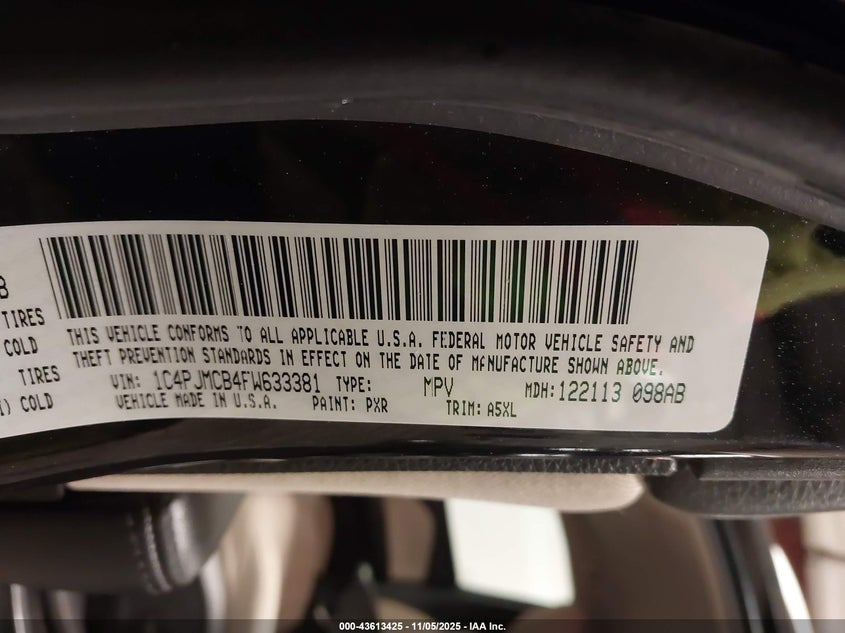 B
TIRES
COLD
TIRES
) COLD
THIS VEHICLE CONFORMS TO ALL APPLICABLE U.S.A. FEDERAL MOTOR VEHICLE SAFETY AND
THEFT PREVENTION STANDARDS IN EFFECT ON THE DATE OF MANUFACTURE SHOWN ABOVE.
VIN: 1C4PJMCB4FW633381 TYPE: MPV MDH:122113 098AB
VEHICLE MADE IN U.S.A. PAINT: PXR TRIM: A5XL
000-43613425 - 11/05/2025 - IAA Inc.